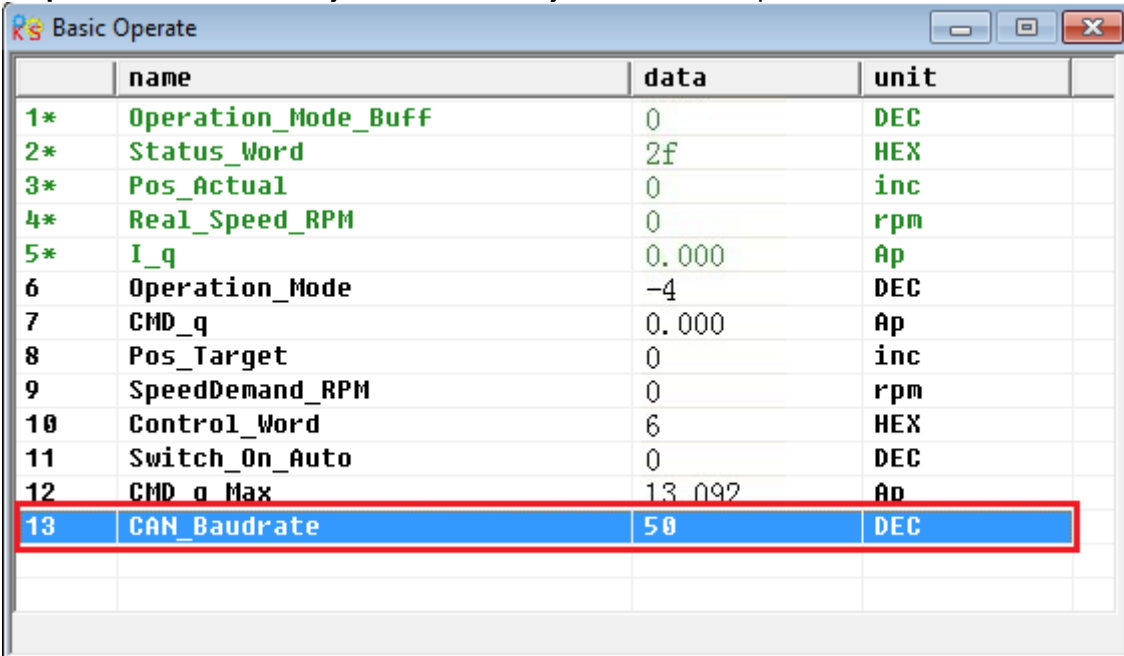 Basic Operate
name data unit
1* Operation_Mode_Buff 0 DEC
2* Status_Word 2f HEX
3* Pos_Actual 0 inc
4* Real_Speed_RPM 0 rpm
5* I_q 0.000 Ap
6 Operation_Mode -4 DEC
7 CMD_q 0.000 Ap
8 Pos_Target 0 inc
9 SpeedDemand_RPM 0 rpm
10 Control_Word 6 HEX
11 Switch_On_Auto 0 DEC
12 CMD_q_Max 13.092 Ap
13 CAN_Baudrate 50 DEC